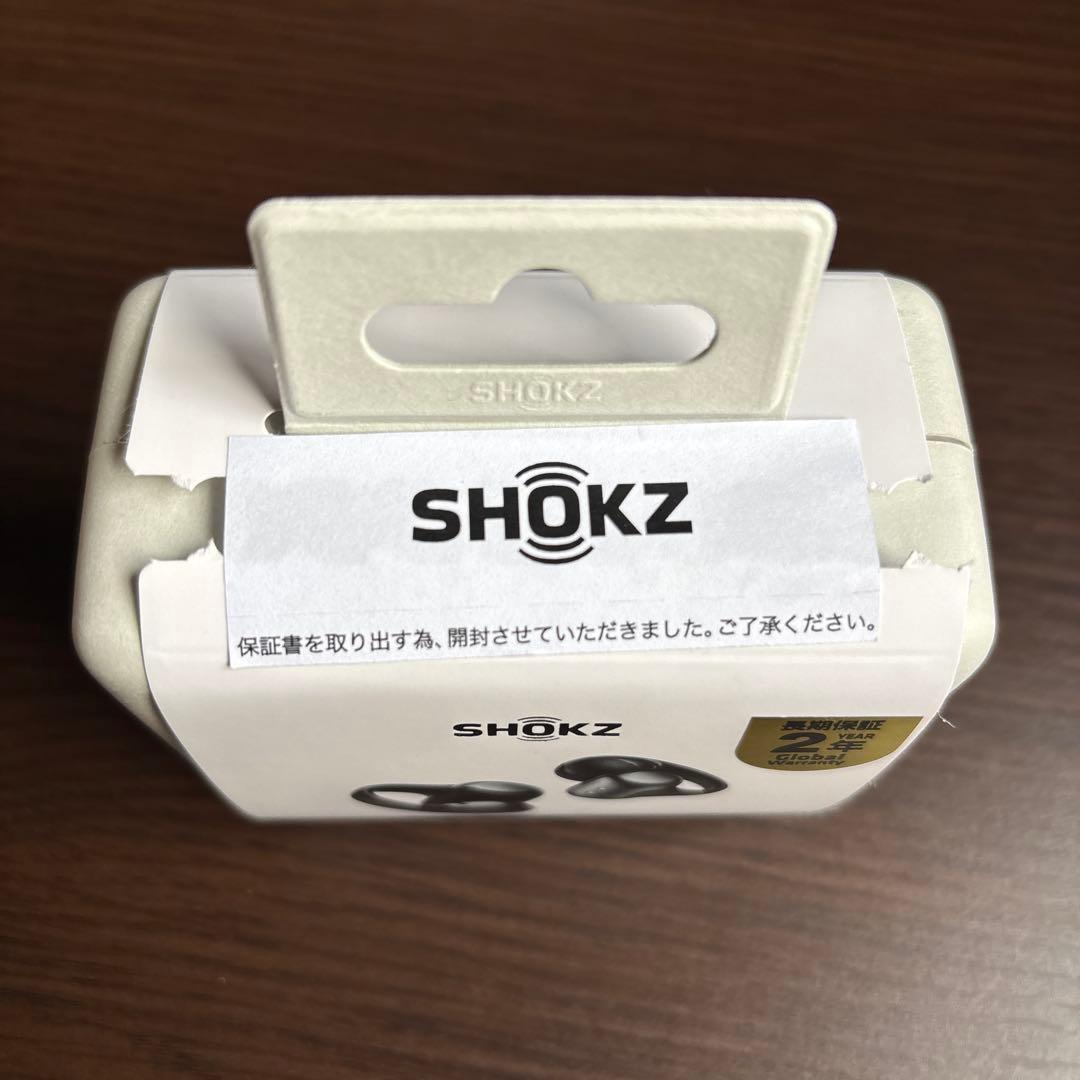 SHOKZ
SHOKZ
保証書を取り出す為、開封させていただきました。ご了承ください。
SHOKZ
長期保証
2年
YEAR
Global
Warranty